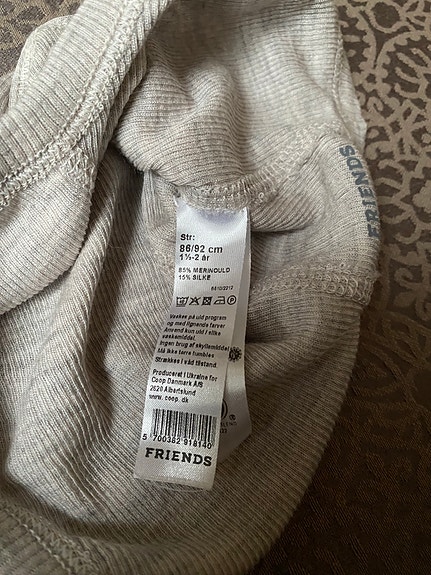 Str:
86/92 cm
1½-2 år
85% MERINOULD
15% SILKE
8810/2212
Vaskes på uld program
og med lignende farver
Anvend kun uld / silke
vaskemiddel.
Ingen brug af skyllemiddel
Må ikke tørre tumbles
Strækkes i våd tilstand.
Produceret i Ukraine for
Coop Danmark A/S
2620 Albertslund
www.coop.dk
5 700382 918140
FRIENDS
FRIENDS